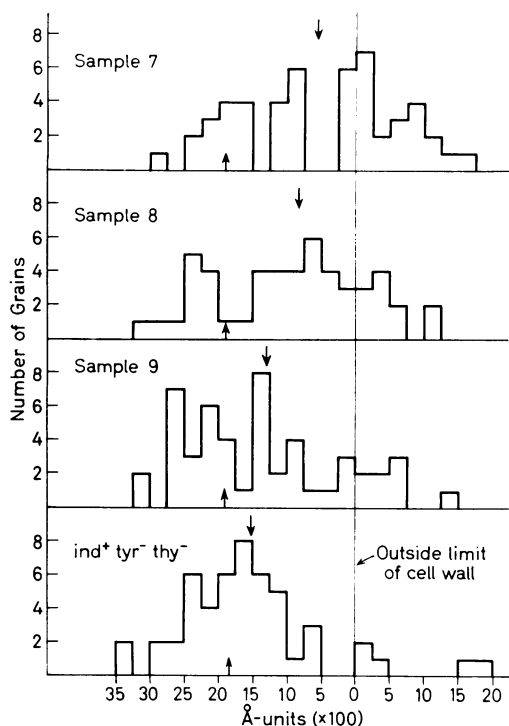 8
Sample 7
6
4
2
8
Sample 8
6
4
2
Number of Grains
8
Sample 9
6
4
2
8
ind⁺ tyr⁻ thy⁻
6
4
2
Outside limit
of cell wall
35 30 25 20 15 10 5 0 5 10 15 20
Å-units (×100)